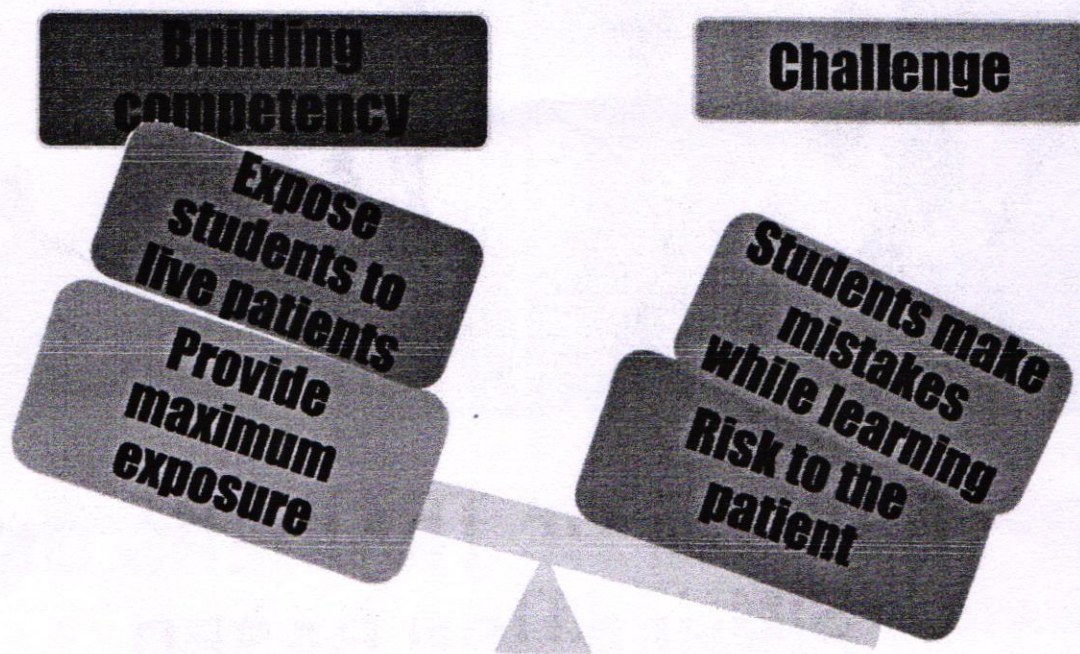 Building
competency
Expose
students to
live patients
Provide
maximum
exposure
Challenge
Students make
mistakes
while learning
Risk to the
patient